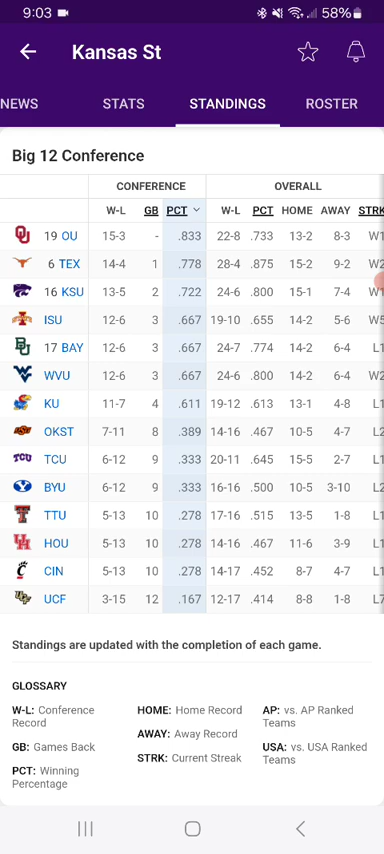 9:03 58%
Kansas St
NEWS STATS STANDINGS ROSTER
Big 12 Conference
CONFERENCE OVERALL
W-L GB PCT W-L PCT HOME AWAY STRK
19 OU 15-3 - .833 22-8 .733 13-2 8-3 W1
6 TEX 14-4 1 .778 28-4 .875 15-2 9-2 W2
16 KSU 13-5 2 .722 24-6 .800 15-1 7-4 W1
ISU 12-6 3 .667 19-10 .655 14-2 5-6 W5
17 BAY 12-6 3 .667 24-7 .774 14-2 6-4 L1
WVU 12-6 3 .667 24-6 .800 14-2 6-4 W2
KU 11-7 4 .611 19-12 .613 13-1 4-8 L1
OKST 7-11 8 .389 14-16 .467 10-5 4-7 L2
TCU 6-12 9 .333 20-11 .645 15-5 2-7 L1
BYU 6-12 9 .333 16-16 .500 10-5 3-10 L2
TTU 5-13 10 .278 17-16 .515 13-5 1-8 L1
HOU 5-13 10 .278 14-16 .467 11-6 3-9 L1
CIN 5-13 10 .278 14-17 .452 8-7 4-7 L1
UCF 3-15 12 .167 12-17 .414 8-8 1-8 L7
Standings are updated with the completion of each game.
GLOSSARY
W-L: Conference
Record
GB: Games Back
PCT: Winning
Percentage
HOME: Home Record
AWAY: Away Record
STRK: Current Streak
AP: vs. AP Ranked
Teams
USA: vs. USA Ranked
Teams